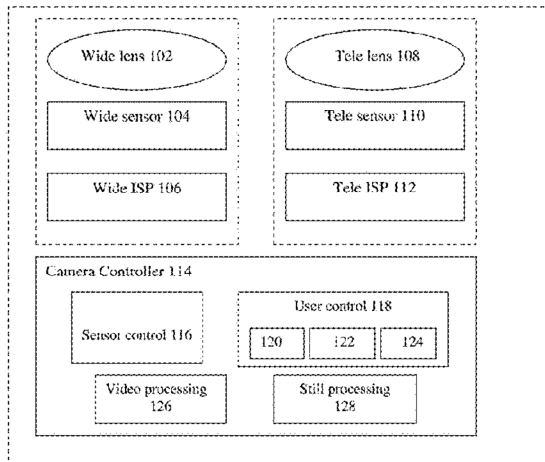 Wide lens 102
Tele lens 108
Wide sensor 104
Tele sensor 110
Wide ISP 106
Tele ISP 112
Camera Controller 114
Sensor control 116
User control 118
120
122
124
Video processing
126
Still processing
128